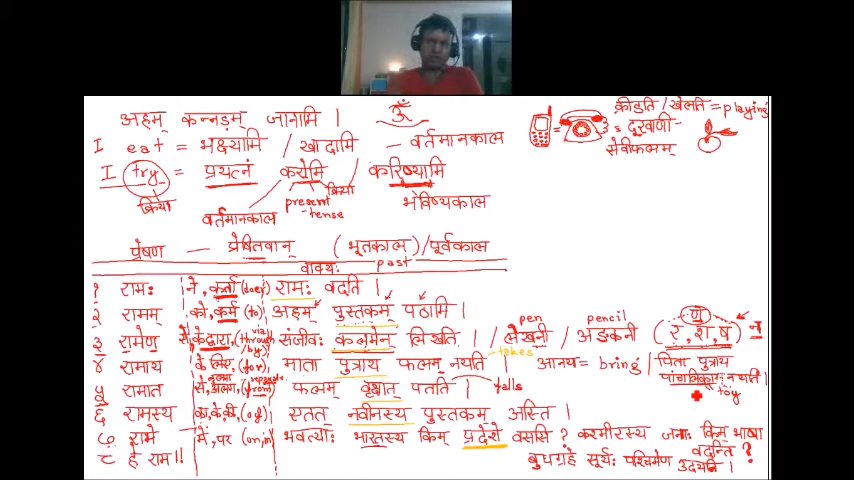 अहम् कन्नडम् जानामि । ॐ
I eat = भक्ष्यामि / खादामि - वर्तमानकाल
I try = प्रयत्नं करोमि करिष्यामि
क्रिया
क्रिया
वर्तमानकाल present tense भविष्यकाल
क्रीडति / खेलति = playing
= दूरवाणी
सेवीफलम्
प्रेषण — प्रेषितवान् (भूतकाल) / पूर्वकाल
वाक्यः past
१ रामः ने, कर्ता (doer) रामः वदति ।
२ रामम् को, कर्म (to) अहम् पुस्तकम् पठामि ।
३ रामेण से, केद्वारा, (through via / by) संजीवः कलमेन लिखति । / लेखनी / अङ्कनी (र, श, ष) न
pen pencil ण्
४ रामाय के लिए, (for) माता पुत्राय फलम् नयति । आनय = bring
takes
पिता पुत्राय
नयति ।
toy
५ रामात् से, अलग, (from) फलम् वृक्षात् पतति । falls
६ रामस्य का, के, की, (of) एतत् नवीनस्य पुस्तकम् अस्ति ।
७ रामे में, पर (on, in) भवत्याः भारतस्य किम् प्रदेशे वससि ? कश्मीरस्य जनाः किम भाषा वदन्ति ?
८ हे राम !! बुधग्रहे सूर्यः पश्चिमेण उदयति ।